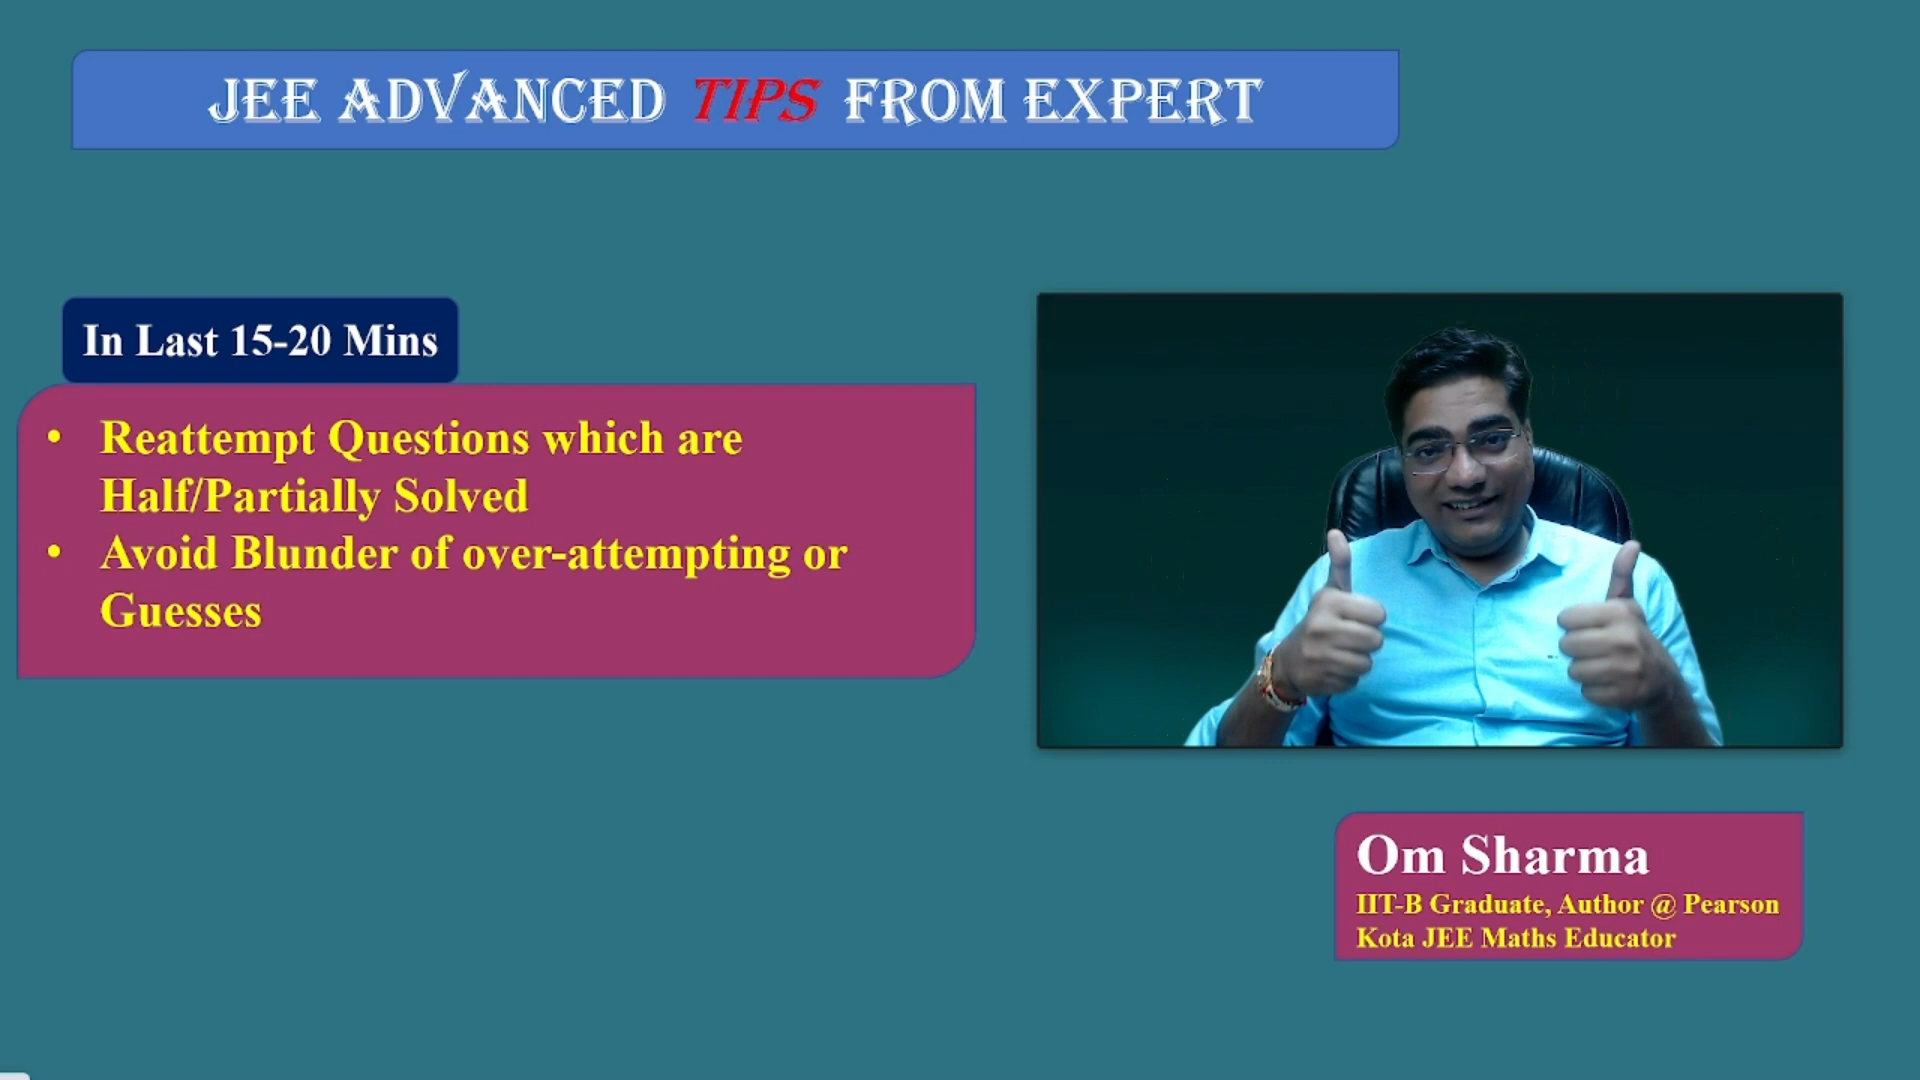 JEE ADVANCED TIPS FROM EXPERT
In Last 15-20 Mins
• Reattempt Questions which are
Half/Partially Solved
• Avoid Blunder of over-attempting or
Guesses
Om Sharma
IIT-B Graduate, Author @ Pearson
Kota JEE Maths Educator